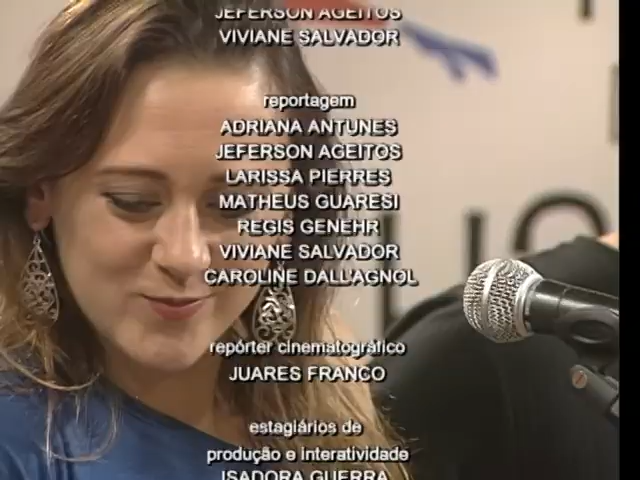 JEFERSON AGEITOS
VIVIANE SALVADOR
reportagem
ADRIANA ANTUNES
JEFERSON AGEITOS
LARISSA PIERRES
MATHEUS GUARESI
REGIS GENEHR
VIVIANE SALVADOR
CAROLINE DALL'AGNOL
repórter cinematográfico
JUARES FRANCO
estagiários de
produção e interatividade
ISADORA GUERRA